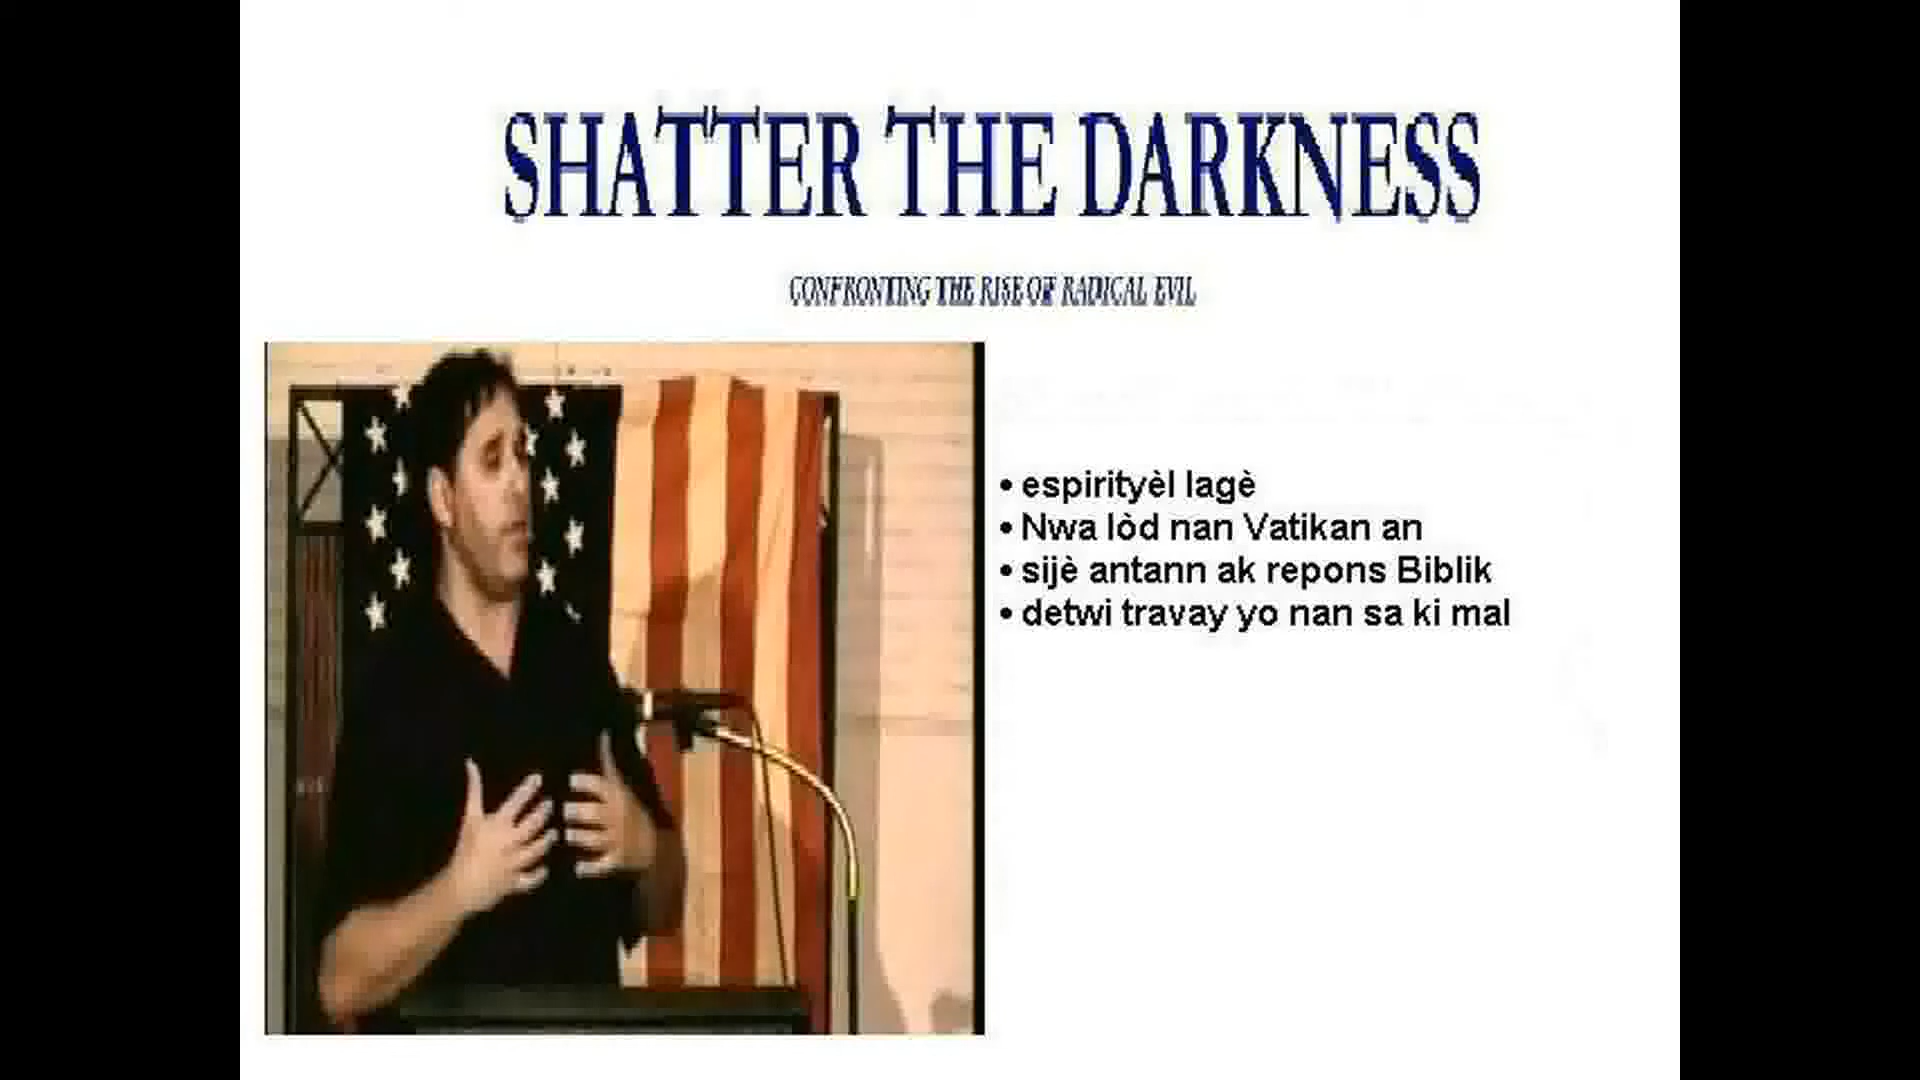 SHATTER THE DARKNESS
CONFRONTING THE RISE OF RADICAL EVIL
• espirityèl lagè
• Nwa lòd nan Vatikan an
• sijè antann ak repons Biblik
• detwi travay yo nan sa ki mal